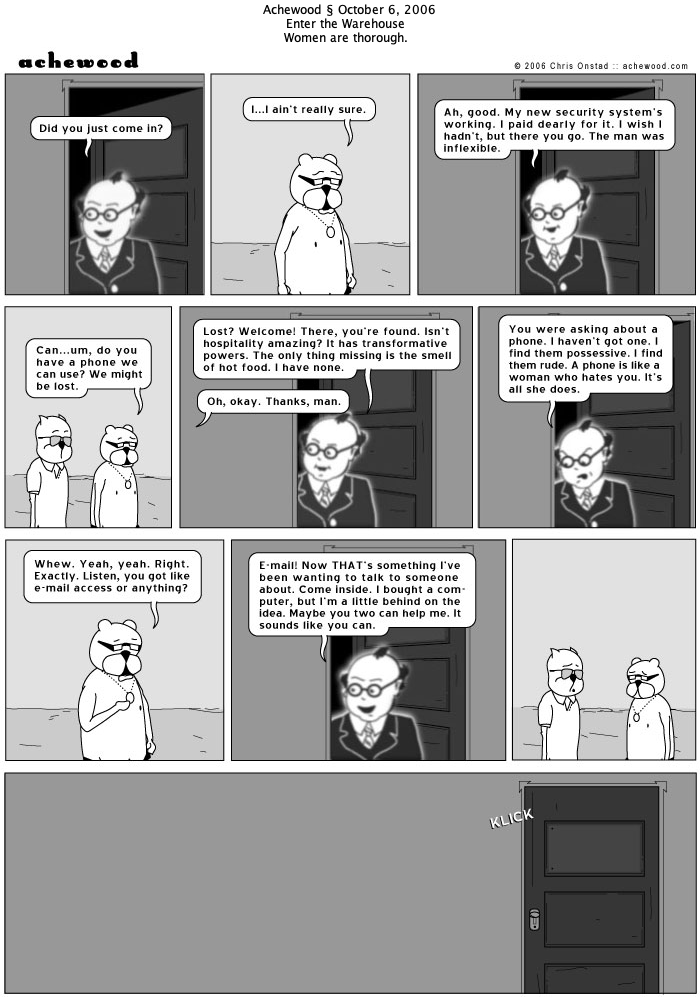 Achewood § October 6, 2006
Enter the Warehouse
Women are thorough.
achewood
© 2006 Chris Onstad :: achewood.com
Did you just come in?
I...I ain't really sure.
Ah, good. My new security system's
working. I paid dearly for it. I wish I
hadn't, but there you go. The man was
inflexible.
Can...um, do you
have a phone we
can use? We might
be lost.
Lost? Welcome! There, you're found. Isn't
hospitality amazing? It has transformative
powers. The only thing missing is the smell
of hot food. I have none.
Oh, okay. Thanks, man.
You were asking about a
phone. I haven't got one. I
find them possessive. I find
them rude. A phone is like a
woman who hates you. It's
all she does.
Whew. Yeah, yeah. Right.
Exactly. Listen, you got like
e-mail access or anything?
E-mail! Now THAT's something I've
been wanting to talk to someone
about. Come inside. I bought a com-
puter, but I'm a little behind on the
idea. Maybe you two can help me. It
sounds like you can.
KLICK